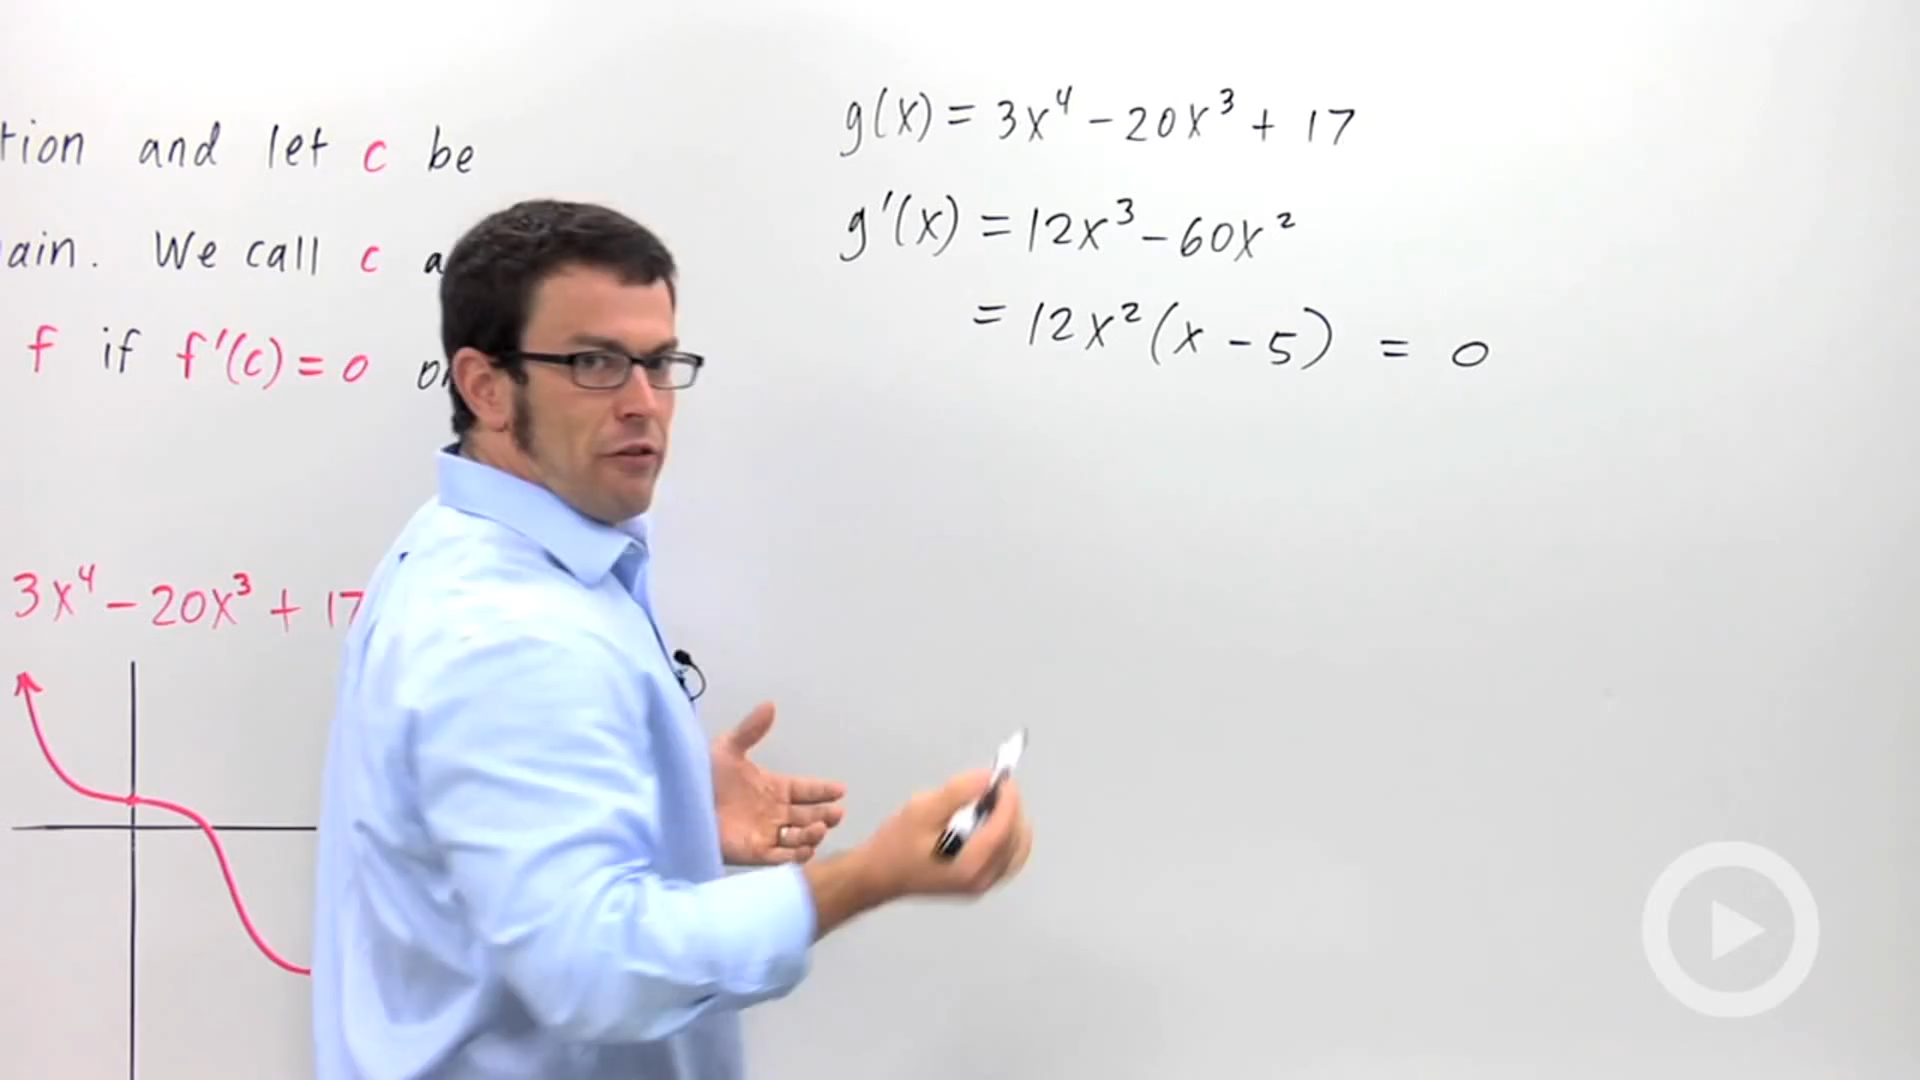 tion and let c be
ain. We call c a
f if f'(c) = 0 or
3x⁴ - 20x³ + 17
g(x) = 3x⁴ - 20x³ + 17
g'(x) = 12x³ - 60x²
= 12x²(x - 5) = 0